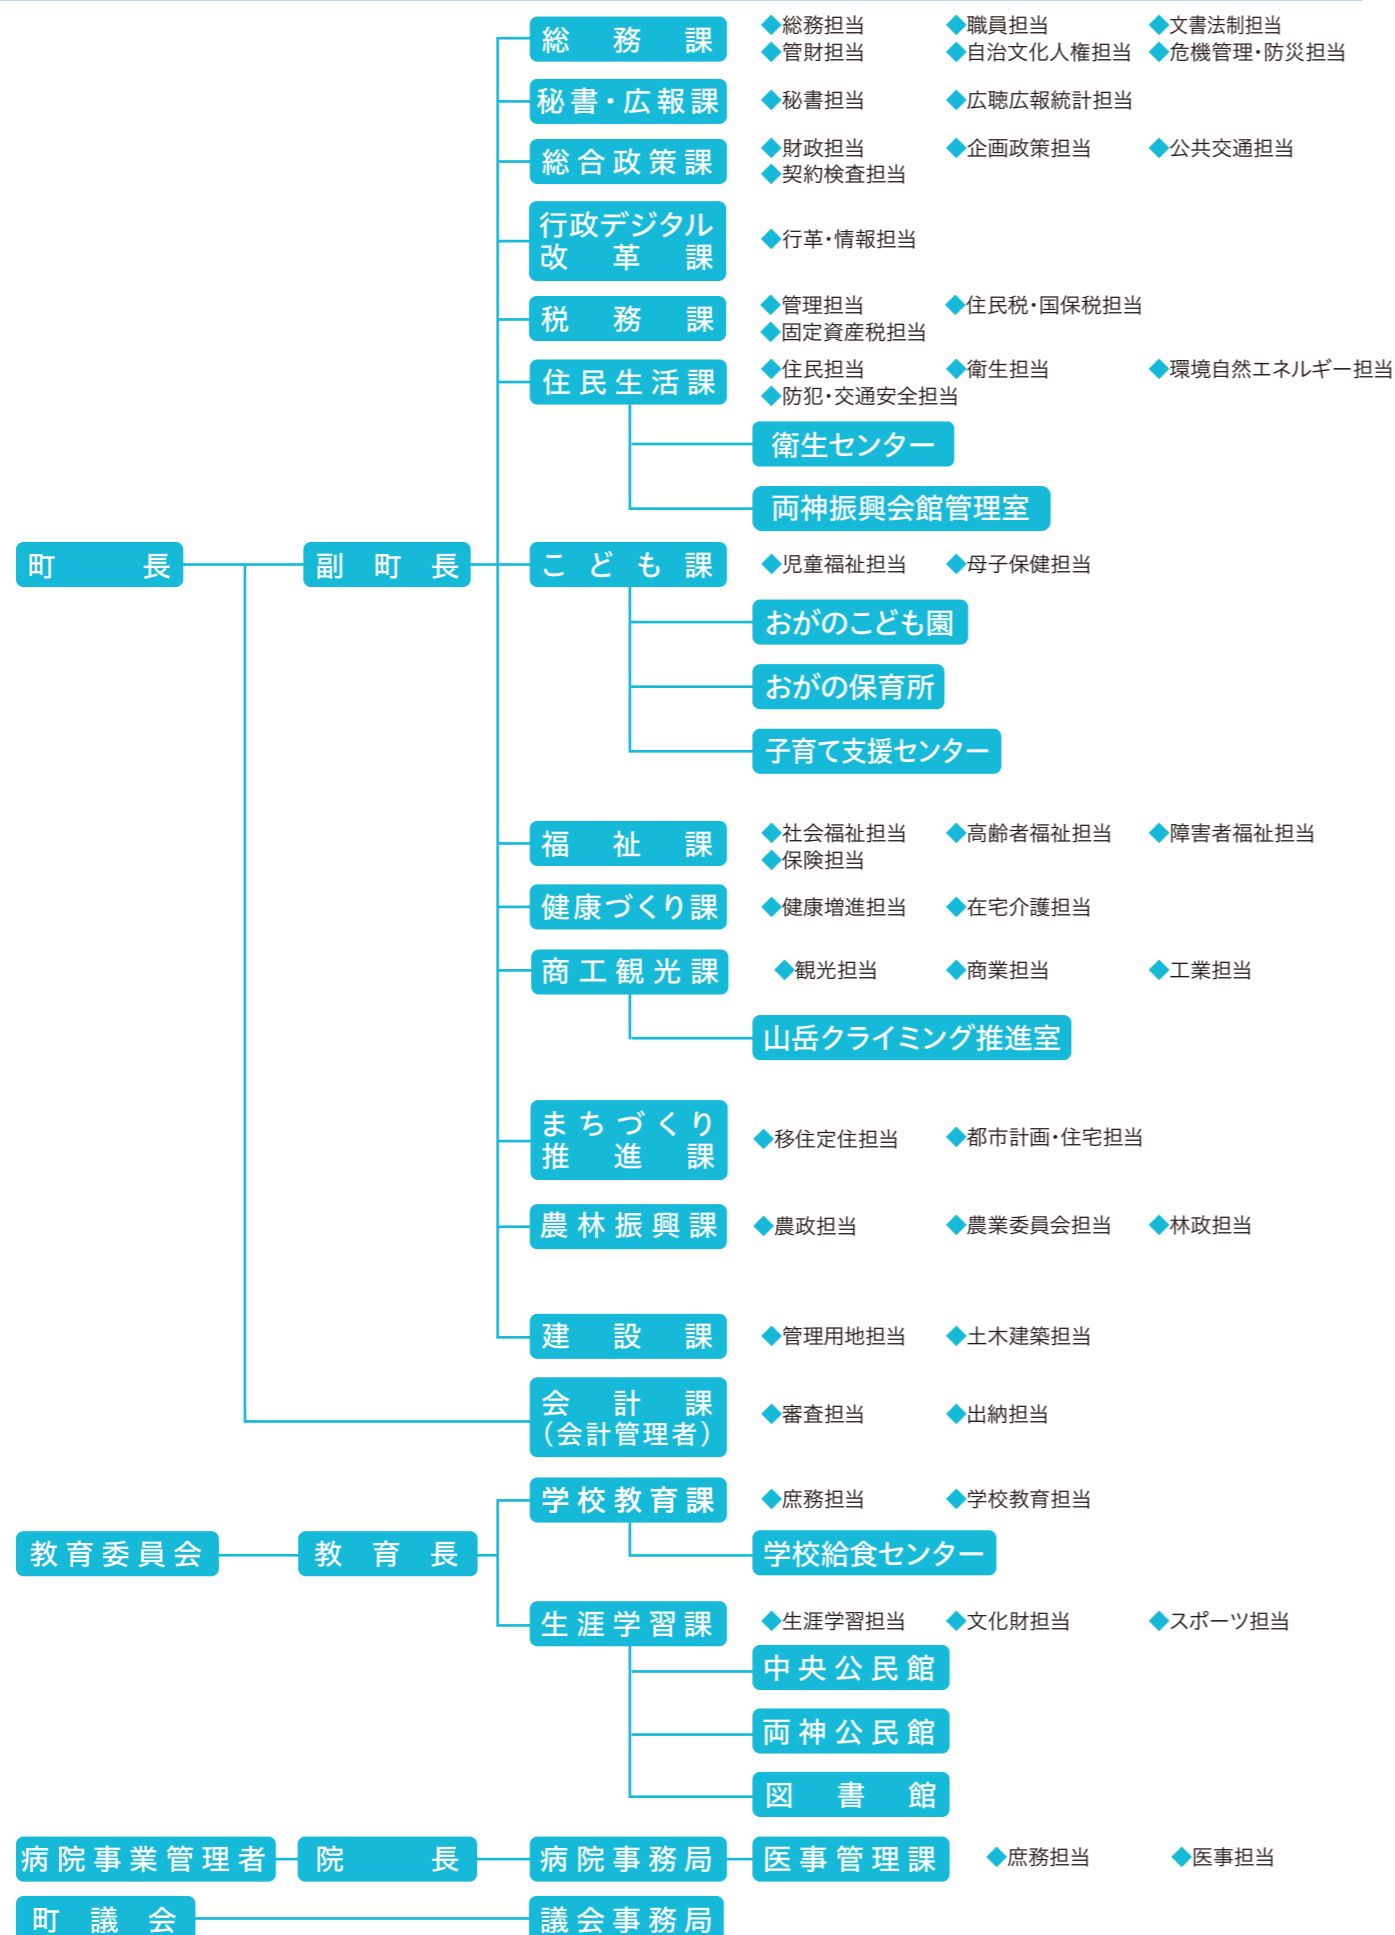 総務課 ◆総務担当 ◆職員担当 ◆文書法制担当
◆管財担当 ◆自治文化人権担当 ◆危機管理・防災担当
秘書・広報課 ◆秘書担当 ◆広聴広報統計担当
総合政策課 ◆財政担当 ◆企画政策担当 ◆公共交通担当
◆契約検査担当
行政デジタル
改革課
◆行革・情報担当
税務課 ◆管理担当 ◆住民税・国保税担当
◆固定資産税担当
住民生活課 ◆住民担当 ◆衛生担当 ◆環境自然エネルギー担当
◆防犯・交通安全担当
衛生センター
両神振興会館管理室
町長 副町長 こども課 ◆児童福祉担当 ◆母子保健担当
おがのこども園
おがの保育所
子育て支援センター
福祉課 ◆社会福祉担当 ◆高齢者福祉担当 ◆障害者福祉担当
◆保険担当
健康づくり課 ◆健康増進担当 ◆在宅介護担当
商工観光課 ◆観光担当 ◆商業担当 ◆工業担当
山岳クライミング推進室
まちづくり
推進課
◆移住定住担当 ◆都市計画・住宅担当
農林振興課 ◆農政担当 ◆農業委員会担当 ◆林政担当
建設課 ◆管理用地担当 ◆土木建築担当
会計課
（会計管理者）
◆審査担当 ◆出納担当
学校教育課 ◆庶務担当 ◆学校教育担当
教育委員会 教育長 学校給食センター
生涯学習課 ◆生涯学習担当 ◆文化財担当 ◆スポーツ担当
中央公民館
両神公民館
図書館
病院事業管理者 院長 病院事務局 医事管理課 ◆庶務担当 ◆医事担当
町議会 議会事務局